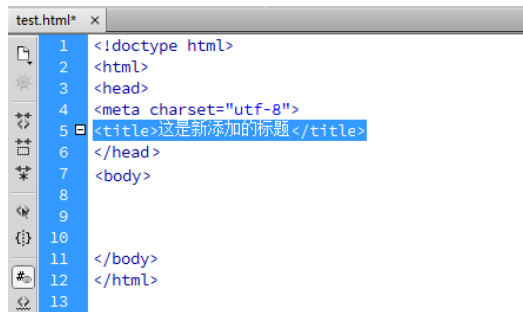 test.html* ×
1 <!doctype html>
2 <html>
3 <head>
4 <meta charset="utf-8">
5 <title>这是新添加的标题</title>
6 </head>
7 <body>
8
9
10
11 </body>
12 </html>
13